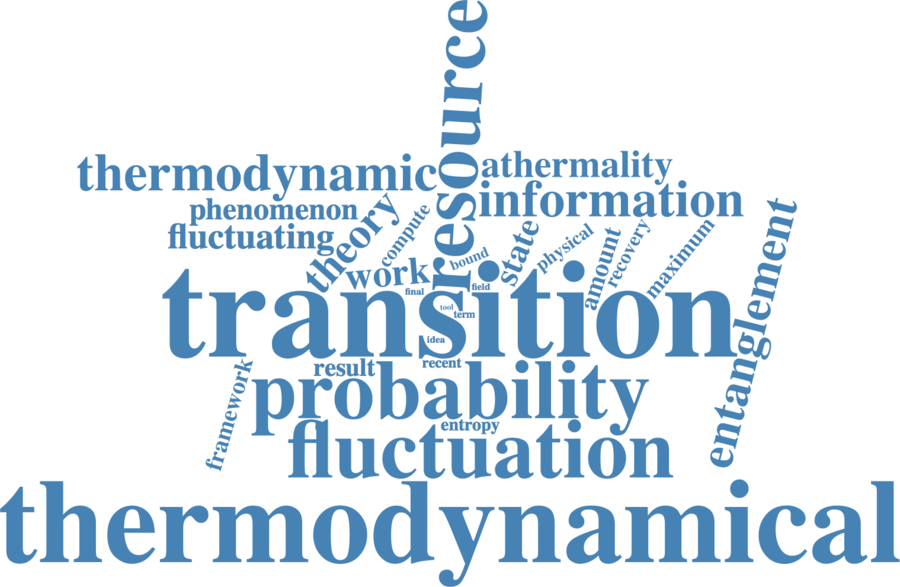 resource
thermodynamic
athermality
information
phenomenon
fluctuating
theory
compute
work
bound
state
physical
amount
recovery
maximum
entanglement
final
field
transition
tool
term
idea
result
recent
framework
probability
entropy
fluctuation
thermodynamical